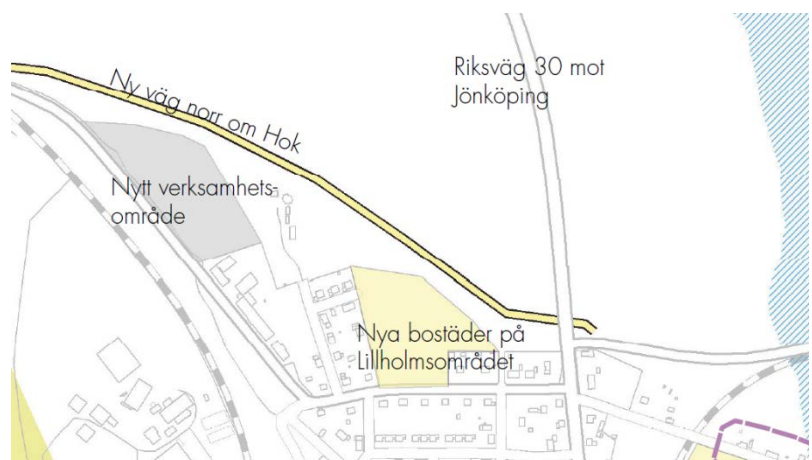 Riksväg 30 mot
Jönköping
Ny väg norr om Hok
Nytt verksamhets-
område
Nya bostäder på
Lillholmsområdet